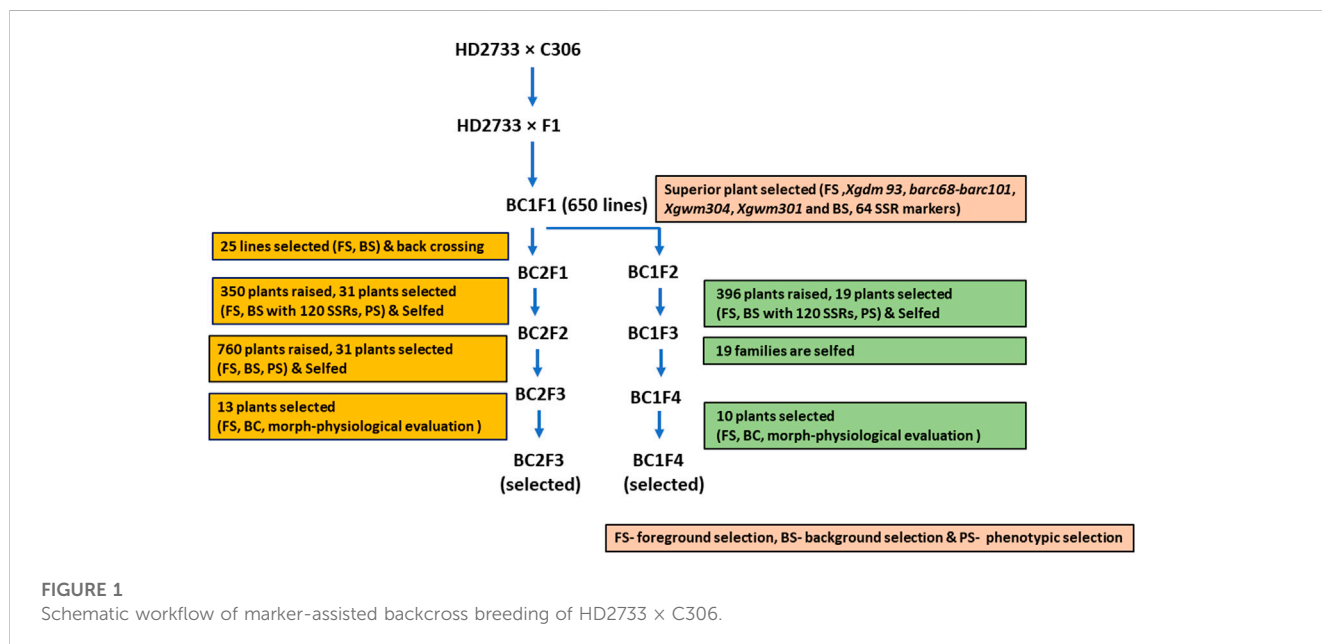 HD2733 × C306
HD2733 × F1
BC1F1 (650 lines)
Superior plant selected (FS ,Xgdm 93, barc68-barc101,
Xgwm304, Xgwm301 and BS, 64 SSR markers)
25 lines selected (FS, BS) & back crossing
BC2F1
BC1F2
350 plants raised, 31 plants selected
(FS, BS with 120 SSRs, PS) & Selfed
396 plants raised, 19 plants selected
(FS, BS with 120 SSRs, PS) & Selfed
BC2F2
BC1F3
760 plants raised, 31 plants selected
(FS, BS, PS) & Selfed
19 families are selfed
BC2F3
BC1F4
13 plants selected
(FS, BC, morph-physiological evaluation )
10 plants selected
(FS, BC, morph-physiological evaluation )
BC2F3
(selected)
BC1F4
(selected)
FS- foreground selection, BS- background selection & PS- phenotypic selection
FIGURE 1
Schematic workflow of marker-assisted backcross breeding of HD2733 × C306.